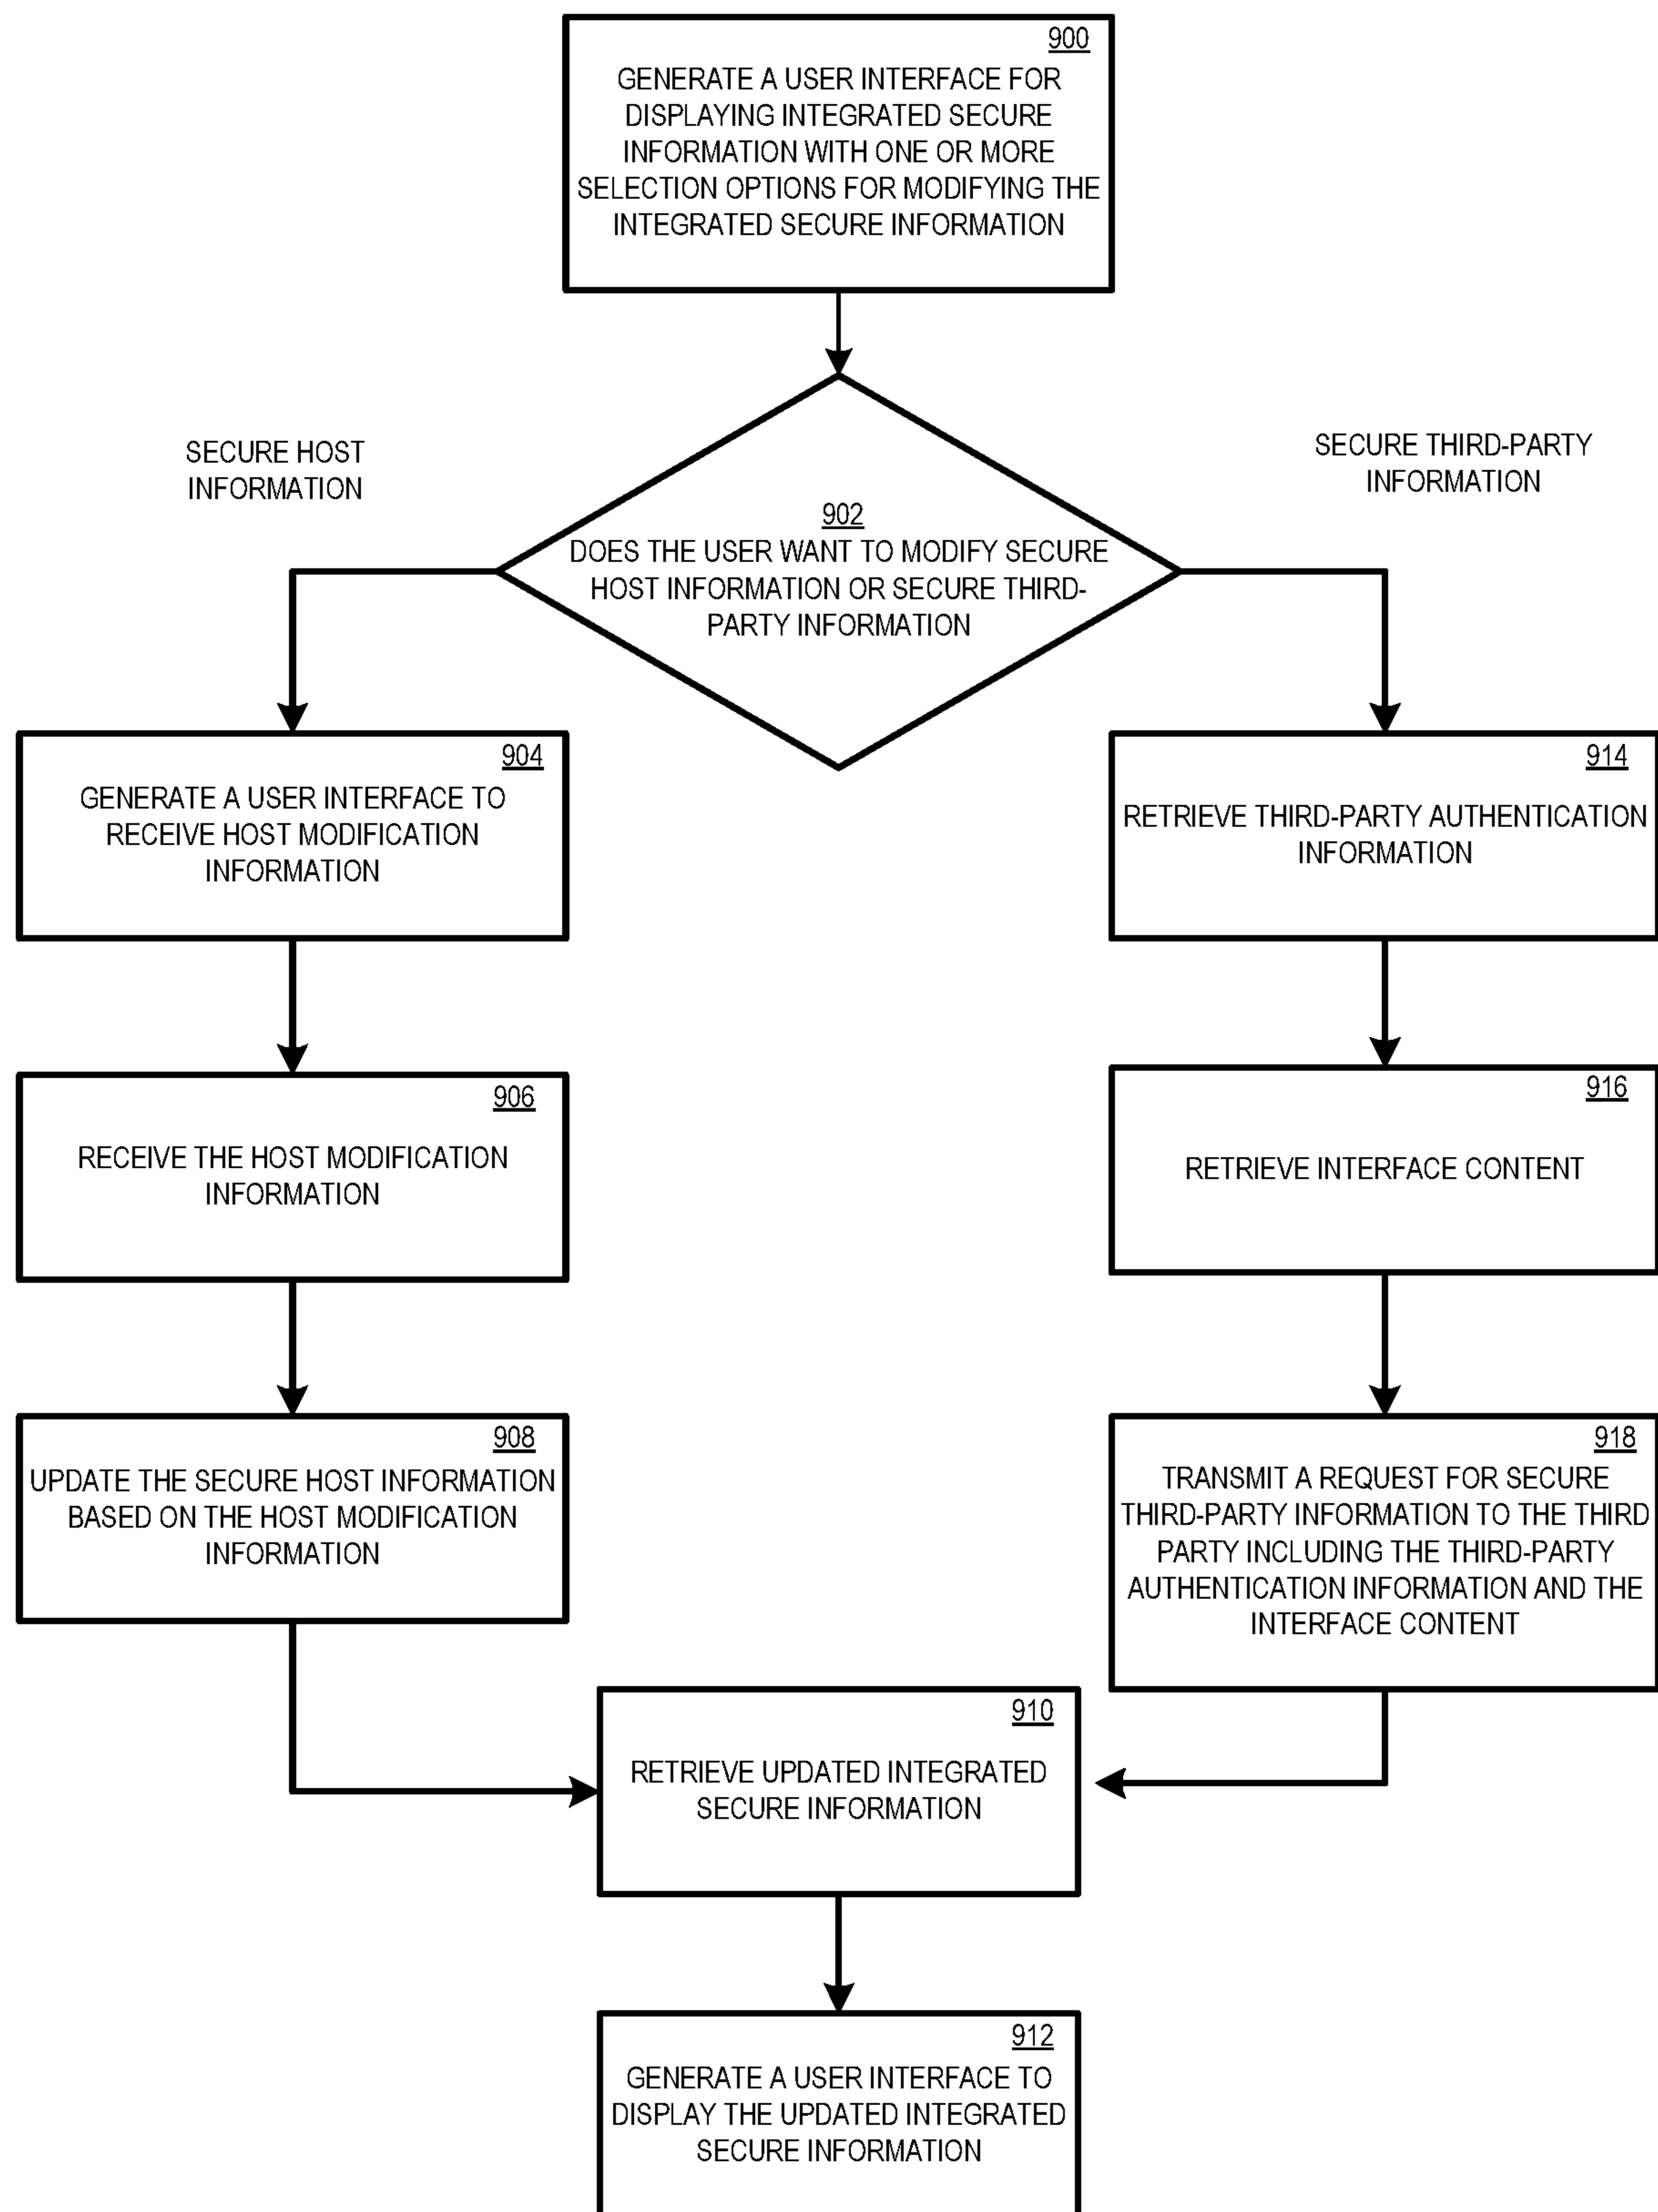 900
GENERATE A USER INTERFACE FOR
DISPLAYING INTEGRATED SECURE
INFORMATION WITH ONE OR MORE
SELECTION OPTIONS FOR MODIFYING THE
INTEGRATED SECURE INFORMATION
SECURE HOST
INFORMATION
SECURE THIRD-PARTY
INFORMATION
902
DOES THE USER WANT TO MODIFY SECURE
HOST INFORMATION OR SECURE THIRD-
PARTY INFORMATION
904
GENERATE A USER INTERFACE TO
RECEIVE HOST MODIFICATION
INFORMATION
914
RETRIEVE THIRD-PARTY AUTHENTICATION
INFORMATION
906
RECEIVE THE HOST MODIFICATION
INFORMATION
916
RETRIEVE INTERFACE CONTENT
908
UPDATE THE SECURE HOST INFORMATION
BASED ON THE HOST MODIFICATION
INFORMATION
918
TRANSMIT A REQUEST FOR SECURE
THIRD-PARTY INFORMATION TO THE THIRD
PARTY INCLUDING THE THIRD-PARTY
AUTHENTICATION INFORMATION AND THE
INTERFACE CONTENT
910
RETRIEVE UPDATED INTEGRATED
SECURE INFORMATION
912
GENERATE A USER INTERFACE TO
DISPLAY THE UPDATED INTEGRATED
SECURE INFORMATION